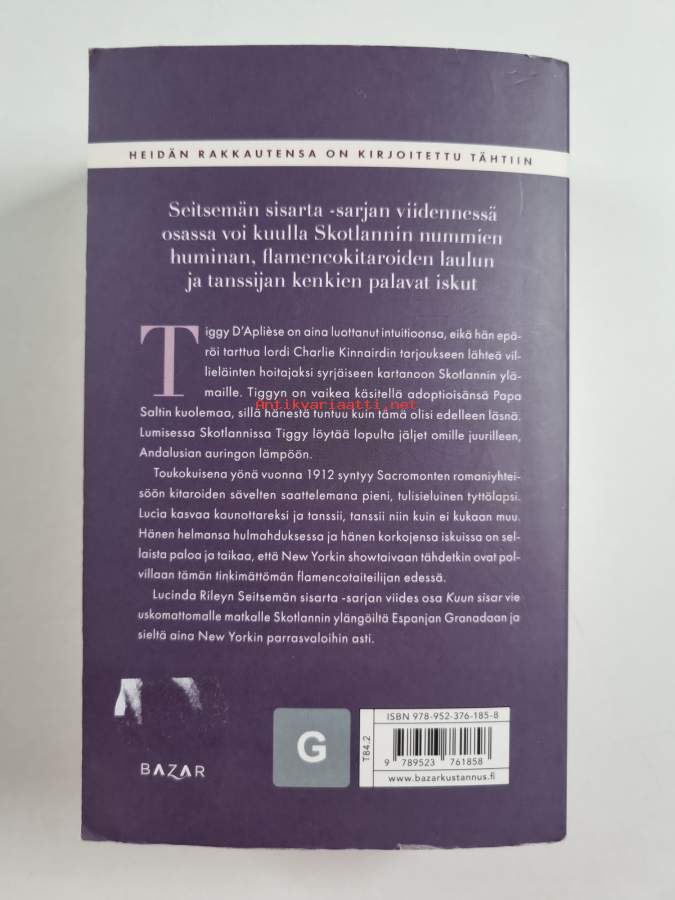 HEIDÄN RAKKAUTENSA ON KIRJOITETTU TÄHTIIN
Seitsemän sisarta -sarjan viidennessä
osassa voi kuulla Skotlannin nummien
huminan, flamencokitaroiden laulun
ja tanssijan kenkien palavat iskut
Tiggy D'Aplièse on aina luottanut intuitioonsa, eikä hän epä-
röi tarttua lordi Charlie Kinnairdin tarjoukseen lähteä vil-
lieläinten hoitajaksi syrjäiseen kartanoon Skotlannin ylä-
maille. Tiggyn on vaikea käsitellä adoptioisänsä Papa
Saltin kuolemaa, sillä hänestä tuntuu kuin tämä olisi edelleen läsnä.
Antikvariaatti.net
Lumisessa Skotlannissa Tiggy löytää lopulta jäljet omille juurilleen,
Andalusian auringon lämpöön.
Toukokuisena yönä vuonna 1912 syntyy Sacromonten romaniyhtei-
söön kitaroiden sävelten saattelemana pieni, tulisieluinen tyttölapsi.
Lucía kasvaa kaunottareksi ja tanssii, tanssii niin kuin ei kukaan muu.
Hänen helmansa hulmahduksessa ja hänen korkojensa iskuissa on sel-
laista paloa ja taikaa, että New Yorkin showtaivaan tähdetkin ovat pol-
villaan tämän tinkimättömän flamencotaiteilijan edessä.
Lucinda Rileyn Seitsemän sisarta -sarjan viides osa Kuun sisar vie
uskomattomalle matkalle Skotlannin ylängöiltä Espanjan Granadaan ja
sieltä aina New Yorkin parrasvaloihin asti.
BAZAR
G
T84.2
ISBN 978-952-376-185-8
9 789523 761858
www.bazarkustannus.fi